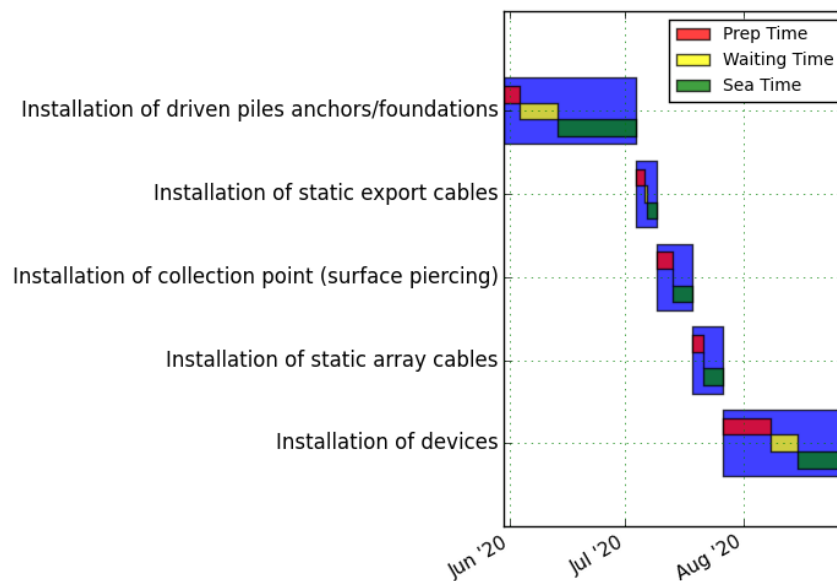 Prep Time
Waiting Time
Sea Time
Installation of driven piles anchors/foundations
Installation of static export cables
Installation of collection point (surface piercing)
Installation of static array cables
Installation of devices
Jun '20
Jul '20
Aug '20